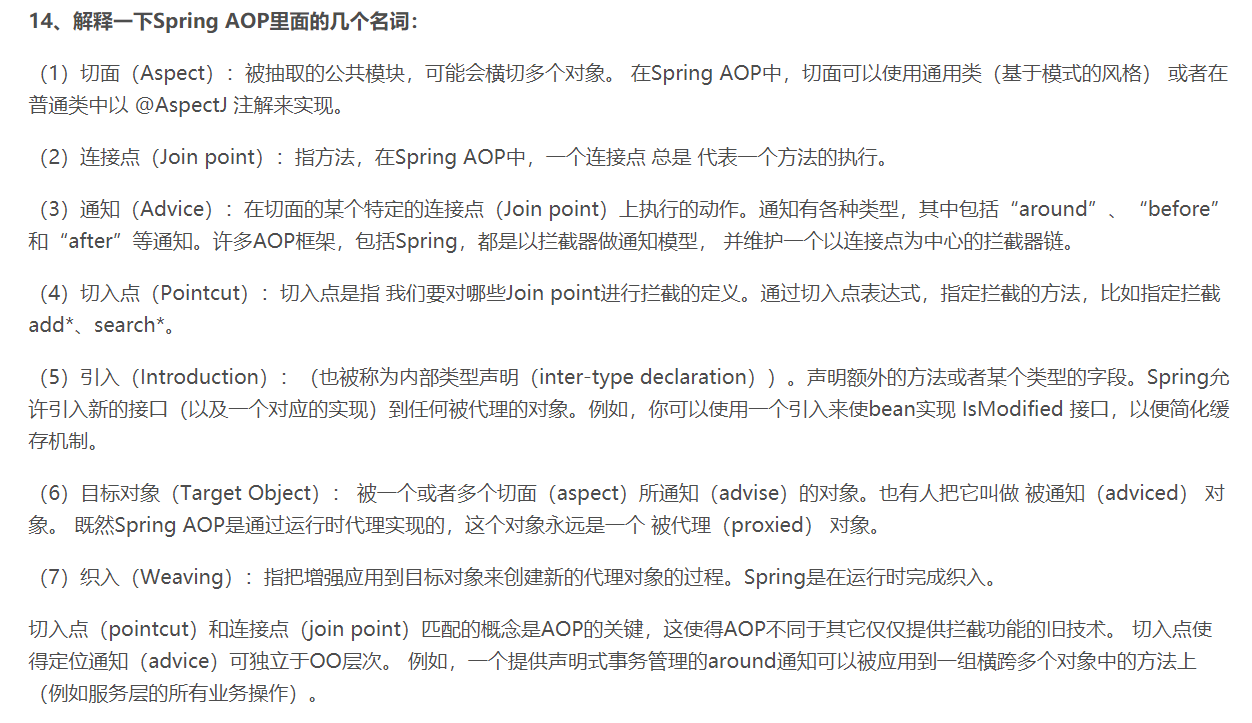 14、解释一下Spring AOP里面的几个名词：
（1）切面（Aspect）：被抽取的公共模块，可能会横切多个对象。 在Spring AOP中，切面可以使用通用类（基于模式的风格） 或者在
普通类中以 @AspectJ 注解来实现。
（2）连接点（Join point）：指方法，在Spring AOP中，一个连接点 总是 代表一个方法的执行。
（3）通知（Advice）：在切面的某个特定的连接点（Join point）上执行的动作。通知有各种类型，其中包括“around”、“before”
和“after”等通知。许多AOP框架，包括Spring，都是以拦截器做通知模型， 并维护一个以连接点为中心的拦截器链。
（4）切入点（Pointcut）：切入点是指 我们要对哪些Join point进行拦截的定义。通过切入点表达式，指定拦截的方法，比如指定拦截
add*、search*。
（5）引入（Introduction）：（也被称为内部类型声明（inter-type declaration））。声明额外的方法或者某个类型的字段。Spring允
许引入新的接口（以及一个对应的实现）到任何被代理的对象。例如，你可以使用一个引入来使bean实现 IsModified 接口，以便简化缓
存机制。
（6）目标对象（Target Object）： 被一个或者多个切面（aspect）所通知（advise）的对象。也有人把它叫做 被通知（adviced） 对
象。 既然Spring AOP是通过运行时代理实现的，这个对象永远是一个 被代理（proxied） 对象。
（7）织入（Weaving）：指把增强应用到目标对象来创建新的代理对象的过程。Spring是在运行时完成织入。
切入点（pointcut）和连接点（join point）匹配的概念是AOP的关键，这使得AOP不同于其它仅仅提供拦截功能的旧技术。 切入点使
得定位通知（advice）可独立于OO层次。 例如，一个提供声明式事务管理的around通知可以被应用到一组横跨多个对象中的方法上
（例如服务层的所有业务操作）。